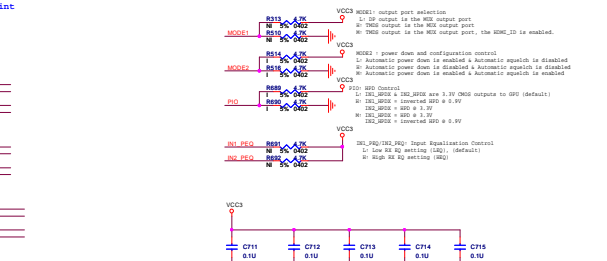 int
VCC3
R313 4.7K
NI 5% 0402
MODE1
R510 4.7K
NI 5% 0402
MODE1: output port selection
L: DP output is the MUX output port
H: TMDS output is the MUX output port
M: TMDS output is the MUX output port, the HDMI_ID is enabled.
VCC3
R514 4.7K
I 5% 0402
MODE2
R516 4.7K
I 5% 0402
MODE2 : power down and configuration control
L: Automatic power down is enabled & Automatic squelch is enabled
H: Automatic power down is disabled& Automatic squelch is disabled
M: Automatic power down is enabled & Automatic squelch is enabled
VCC3
R689 4.7K
I 5% 0402
PIO
R690 4.7K
I 5% 0402
PIO: HPD Control
L: IN1_HPDX & IN2_HPDX are 3.3V CMOS outputs to GPU (default)
H: IN1_HPDX = inverted HPD @ 0.9V
IN2_HPDX = HPD @ 3.3V
M: IN1_HPDX = HPD @ 3.3V
IN2_HPDX = inverted HPD @ 0.9V
VCC3
IN1_PEQ
R691 4.7K
NI 5% 0402
IN2_PEQ
R692 4.7K
NI 5% 0402
IN1_PEQ/IN2_PEQ: Input Equalization Control
L: Low RX EQ setting (LEQ), (default)
H: High RX EQ setting (HEQ)
VCC3
C711
0.1U
C712
0.1U
C713
0.1U
C714
0.1U
C715
0.1U